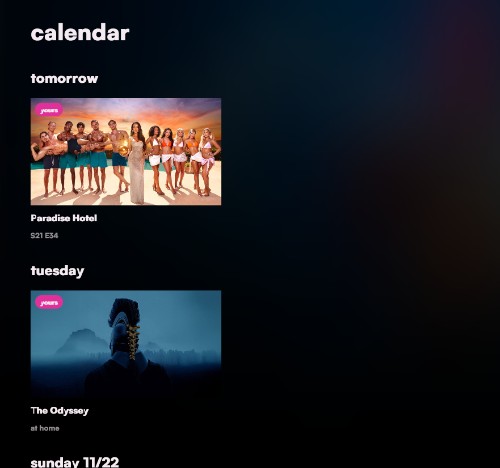 calendar
tomorrow
yours
Paradise Hotel
S21 E34
tuesday
yours
The Odyssey
at home
sunday 11/22